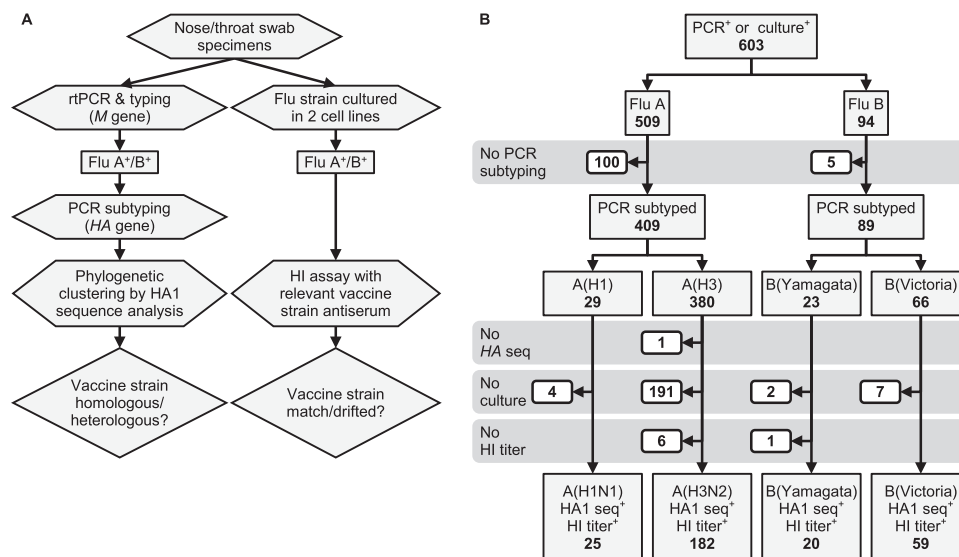 A
Nose/throat swab
specimens
rtPCR & typing
(M gene)
Flu strain cultured
in 2 cell lines
Flu A⁺/B⁺
Flu A⁺/B⁺
PCR subtyping
(HA gene)
Phylogenetic
clustering by HA1
sequence analysis
HI assay with
relevant vaccine
strain antiserum
Vaccine strain
homologous/
heterologous?
Vaccine strain
match/drifted?
B
PCR⁺ or culture⁺
603
Flu A
509
Flu B
94
No PCR
subtyping
100
5
PCR subtyped
409
PCR subtyped
89
A(H1)
29
A(H3)
380
B(Yamagata)
23
B(Victoria)
66
No
HA seq
1
No
culture
4
191
2
7
No
HI titer
6
1
A(H1N1)
HA1 seq⁺
HI titer⁺
25
A(H3N2)
HA1 seq⁺
HI titer⁺
182
B(Yamagata)
HA1 seq⁺
HI titer⁺
20
B(Victoria)
HA1 seq⁺
HI titer⁺
59